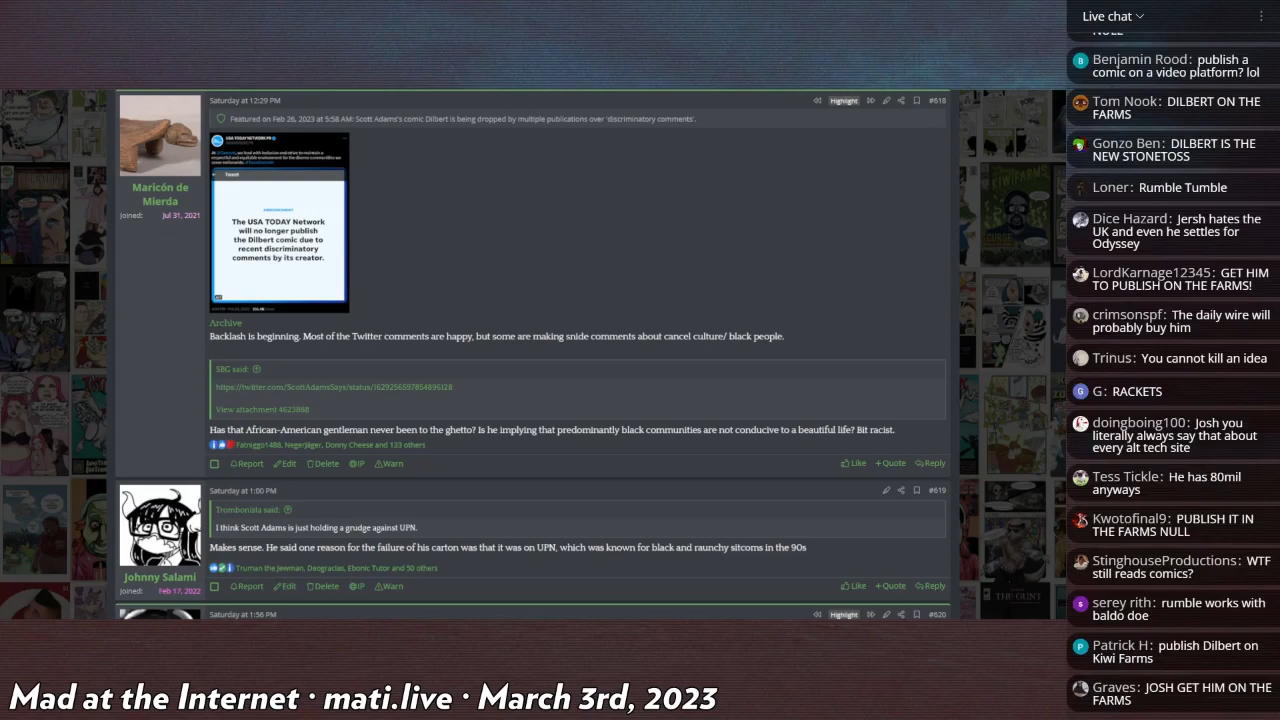 Saturday at 12:29 PM
Highlight
#618
Featured on Feb 26, 2023 at 5:58 AM: Scott Adams's comic Dilbert is being dropped by multiple publications over 'discriminatory comments'.
Maricón de
Mierda
Joined: Jul 31, 2021
USA TODAY NETWORK PR
Tweet
The USA TODAY Network
will no longer publish
the Dilbert comic due to
recent discriminatory
comments by its creator.
Archive
Backlash is beginning. Most of the Twitter comments are happy, but some are making snide comments about cancel culture/ black people.
SBG said:
https://twitter.com/ScottAdamsSays/status/1629256597854896128
View attachment 4623868
Has that African-American gentleman never been to the ghetto? Is he implying that predominantly black communities are not conducive to a beautiful life? Bit racist.
Fatniggo1488, NegerJäger, Donny Cheese and 133 others
Report Edit Delete IP Warn
Like +Quote Reply
Saturday at 1:00 PM
#619
Trombonista said:
I think Scott Adams is just holding a grudge against UPN.
Makes sense. He said one reason for the failure of his carton was that it was on UPN, which was known for black and raunchy sitcoms in the 90s
Truman the Jewman, Deogracias, Ebonic Tutor and 50 others
Johnny Salami
Joined: Feb 17, 2022
Report Edit Delete IP Warn
Like +Quote Reply
Saturday at 1:56 PM
Highlight
#620
Mad at the Internet · mati.live · March 3rd, 2023
Live chat
NULL
Benjamin Rood: publish a
comic on a video platform? lol
Tom Nook: DILBERT ON THE
FARMS
GonzosDen: DISBERT IS THE
NEW STONETOSS
Loner: Rumble Tumble
Dice Hazard: Jersh hates the
UK and even he settles for
Odyssey
LordKarnage12345: GET HIM
TO PUBLISH ON THE FARMS!
crimsonspf: The daily wire will
probably buy him
Trinus: You cannot kill an idea
G: RACKETS
doingboing100: Josh you
literally always say that about
every alt tech site
Tess Tickle: He has 80mil
anyways
Kwotofinal9: PUBLISH IT IN
THE FARMS NULL
StinghouseProductions: WTF
still reads comics?
serey rith: rumble works with
baldo doe
Patrick H: publish Dilbert on
Kiwi Farms
Graves: JOSH GET HIM ON THE
FARMS